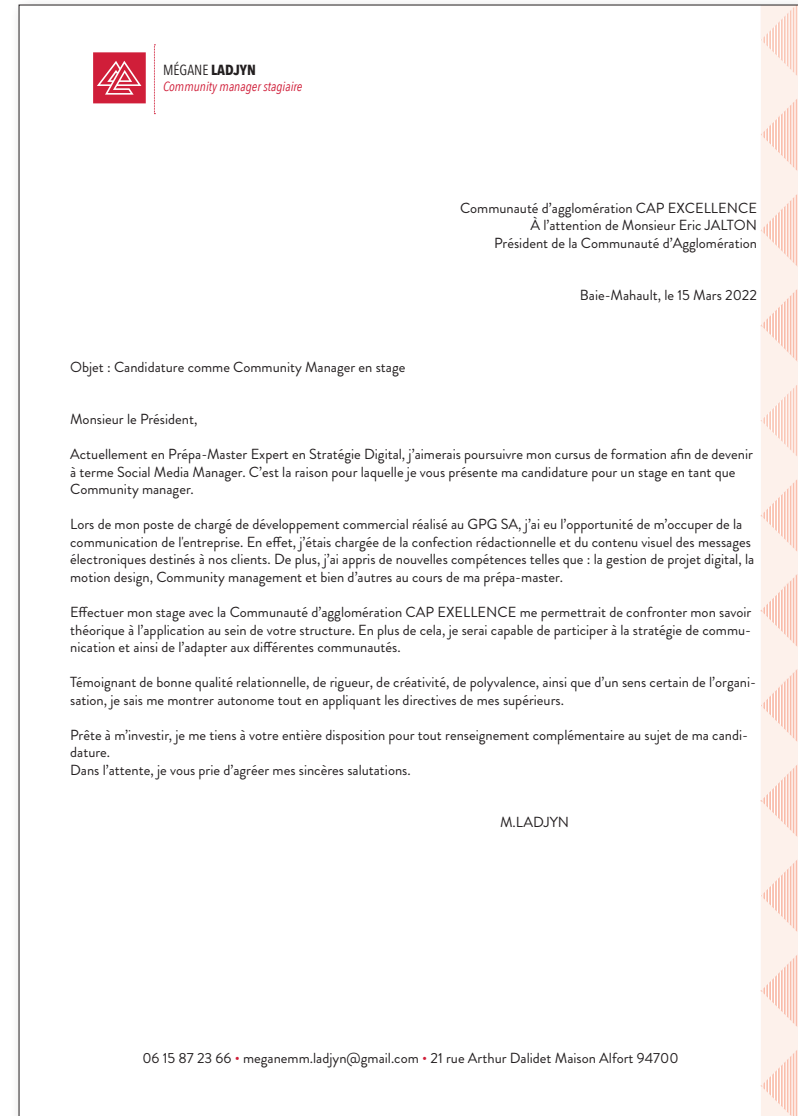 MÉGANE LADJYN
Community manager stagiaire
Communauté d’agglomération CAP EXCELLENCE
À l’attention de Monsieur Eric JALTON
Président de la Communauté d’Agglomération
Baie-Mahault, le 15 Mars 2022
Objet : Candidature comme Community Manager en stage
Monsieur le Président,
Actuellement en Prépa-Master Expert en Stratégie Digital, j’aimerais poursuivre mon cursus de formation afin de devenir
à terme Social Media Manager. C’est la raison pour laquelle je vous présente ma candidature pour un stage en tant que
Community manager.
Lors de mon poste de chargé de développement commercial réalisé au GPG SA, j’ai eu l’opportunité de m’occuper de la
communication de l'entreprise. En effet, j’étais chargée de la confection rédactionnelle et du contenu visuel des messages
électroniques destinés à nos clients. De plus, j’ai appris de nouvelles compétences telles que : la gestion de projet digital, la
motion design, Community management et bien d’autres au cours de ma prépa-master.
Effectuer mon stage avec la Communauté d’agglomération CAP EXELLENCE me permettrait de confronter mon savoir
théorique à l’application au sein de votre structure. En plus de cela, je serai capable de participer à la stratégie de commu-
nication et ainsi de l’adapter aux différentes communautés.
Témoignant de bonne qualité relationnelle, de rigueur, de créativité, de polyvalence, ainsi que d’un sens certain de l’organi-
sation, je sais me montrer autonome tout en appliquant les directives de mes supérieurs.
Prête à m’investir, je me tiens à votre entière disposition pour tout renseignement complémentaire au sujet de ma candi-
dature.
Dans l’attente, je vous prie d’agréer mes sincères salutations.
M.LADJYN
06 15 87 23 66 • meganemm.ladjyn@gmail.com • 21 rue Arthur Dalidet Maison Alfort 94700